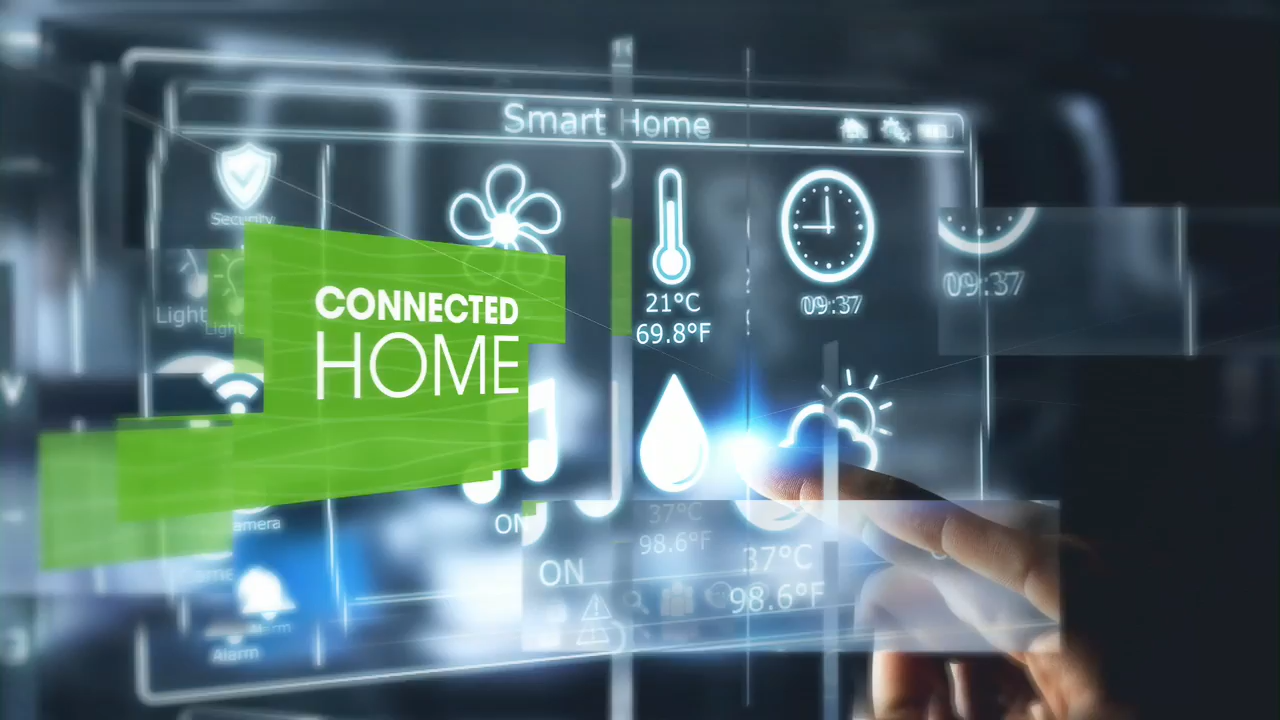 Smart Home
Security
Light
Light
CONNECTED
HOME
21°C
69.8°F
09:37
09:37
ON
ON
37°C
98.6°F
37°C
98.6°F
Alarm